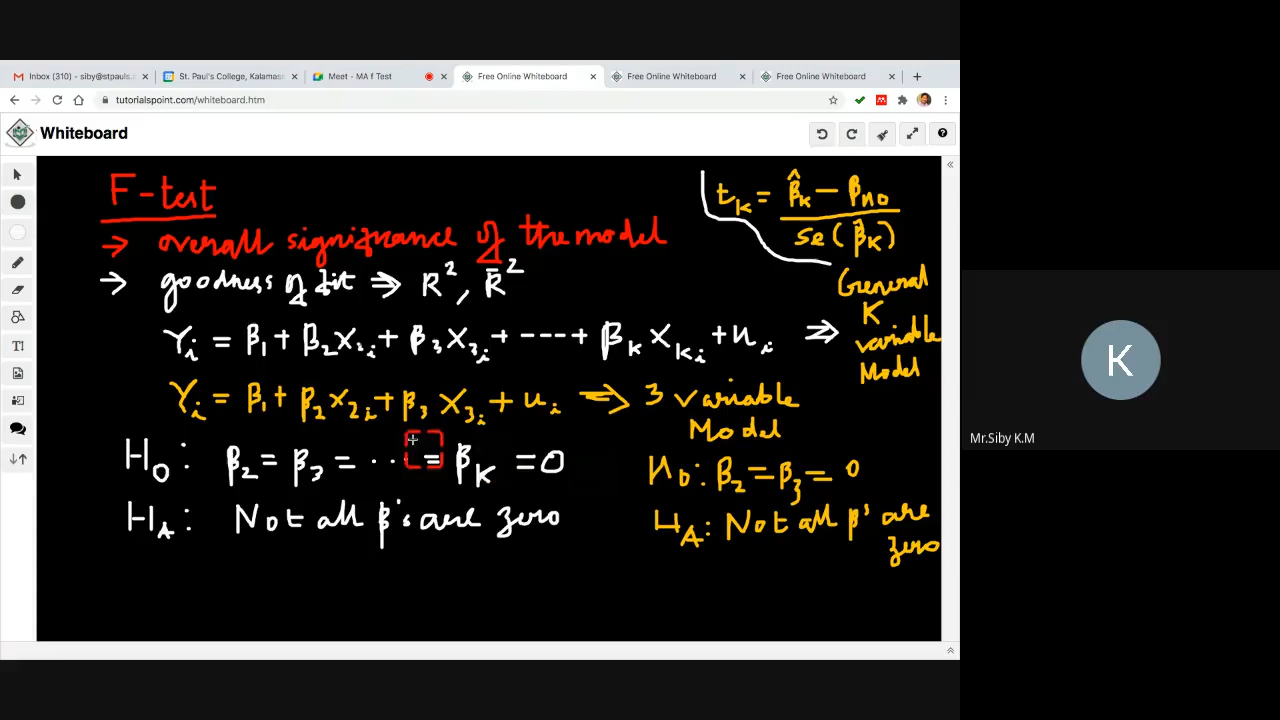 Inbox (310) - siby@stpauls.
St. Paul's College, Kalamass
Meet - MA f Test
Free Online Whiteboard
Free Online Whiteboard
Free Online Whiteboard
tutorialspoint.com/whiteboard.htm
Whiteboard
F-test
→ overall significance of the model
→ goodness of fit ⇒ R², R̄²
tₖ = (β̂ₖ − βₕ₀) / se(β̂ₖ)
Yᵢ = β₁ + β₂X₂ᵢ + β₃X₃ᵢ + ---- + βₖXₖᵢ + uᵢ ⇒ General K variable Model
Yᵢ = β₁ + β₂X₂ᵢ + β₃X₃ᵢ + uᵢ ⇒ 3 variable Model
H₀: β₂ = β₃ = ... = βₖ = 0
Hₐ: Not all β's are zero
H₀: β₂ = β₃ = 0
Hₐ: Not all β' are zero
K
Mr.Siby K.M